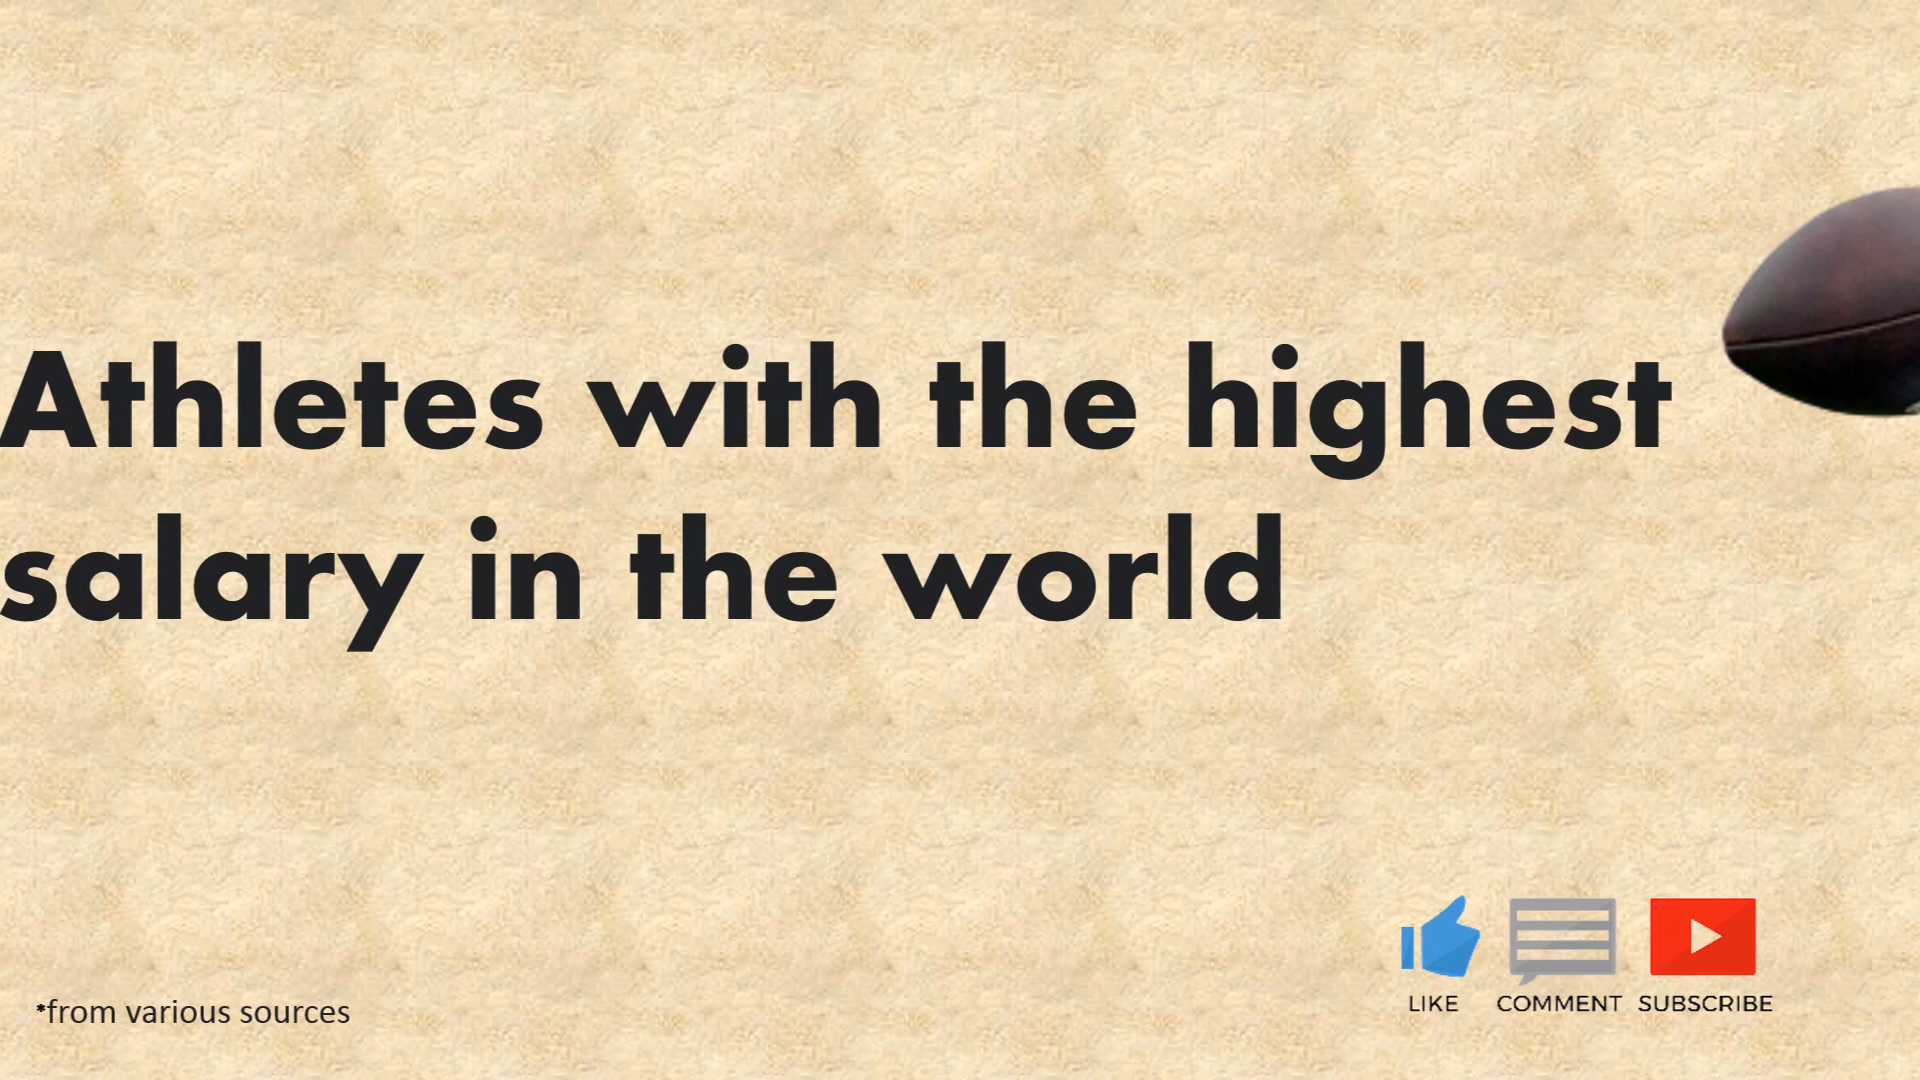 Athletes with the highest
salary in the world
*from various sources
LIKE COMMENT SUBSCRIBE